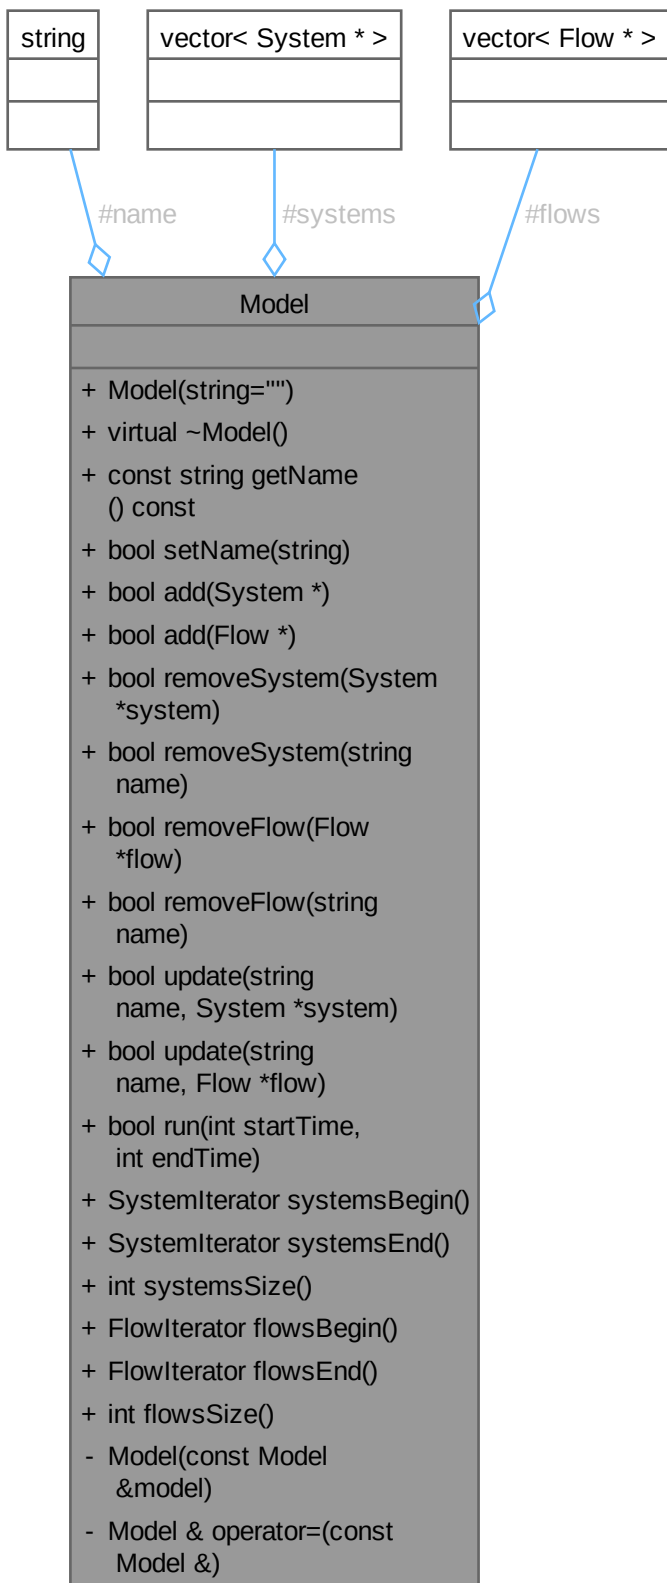 string
vector< System * >
vector< Flow * >
#name
#systems
#flows
Model
+ Model(string="")
+ virtual ~Model()
+ const string getName
() const
+ bool setName(string)
+ bool add(System *)
+ bool add(Flow *)
+ bool removeSystem(System
*system)
+ bool removeSystem(string
name)
+ bool removeFlow(Flow
*flow)
+ bool removeFlow(string
name)
+ bool update(string
name, System *system)
+ bool update(string
name, Flow *flow)
+ bool run(int startTime,
int endTime)
+ SystemIterator systemsBegin()
+ SystemIterator systemsEnd()
+ int systemsSize()
+ FlowIterator flowsBegin()
+ FlowIterator flowsEnd()
+ int flowsSize()
- Model(const Model
&model)
- Model & operator=(const
Model &)